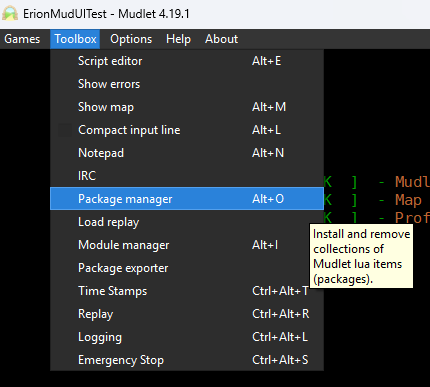 ErionMudUITest - Mudlet 4.19.1
Games Toolbox Options Help About
Script editor Alt+E
Show errors
Show map Alt+M
Compact input line Alt+L
Notepad Alt+N
IRC
Package manager Alt+O
Load replay
Module manager Alt+I
Package exporter
Time Stamps Ctrl+Alt+T
Replay Ctrl+Alt+R
Logging Ctrl+Alt+L
Emergency Stop Ctrl+Alt+S
K ] - Mudl
K ] - Map
K ] - Prof
Install and remove
collections of
Mudlet lua items
(packages).